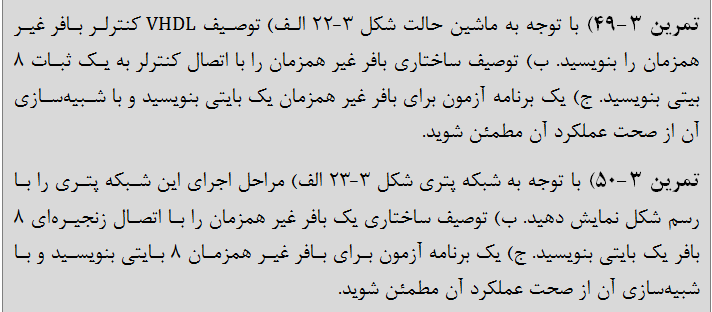 تمرین ۳-۴۹) با توجه به ماشین حالت شکل ۳-۲۲ الف) توصیف VHDL کنترلر بافر غیر
همزمان را بنویسید. ب) توصیف ساختاری بافر غیر همزمان را با اتصال کنترلر به یک ثبات ۸
بیتی بنویسید. ج) یک برنامه آزمون برای بافر غیر همزمان یک بایتی بنویسید و با شبیه‌سازی
آن از صحت عملکرد آن مطمئن شوید.
تمرین ۳-۵۰) با توجه به شبکه پتری شکل ۳-۲۳ الف) مراحل اجرای این شبکه پتری را با
رسم شکل نمایش دهید. ب) توصیف ساختاری یک بافر غیر همزمان را با اتصال زنجیره‌ای ۸
بافر یک بایتی بنویسید. ج) یک برنامه آزمون برای بافر غیر همزمان ۸ بایتی بنویسید و با
شبیه‌سازی آن از صحت عملکرد آن مطمئن شوید.